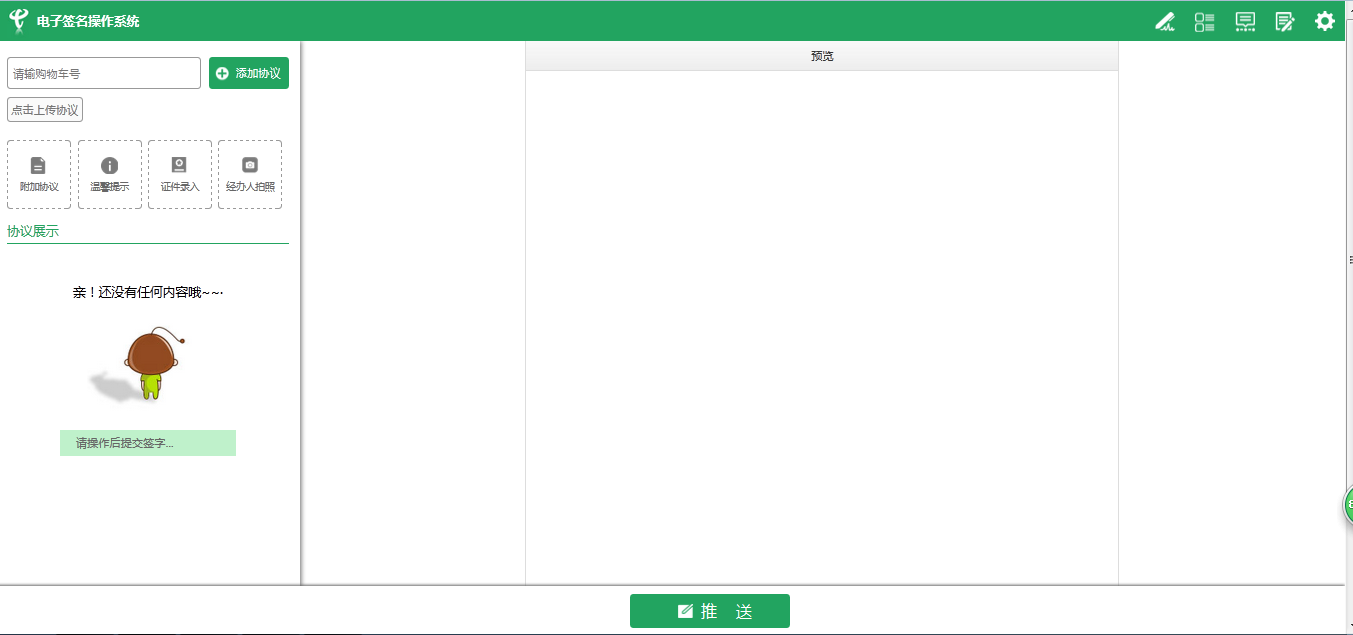 电子签名操作系统
请输购物车号
添加协议
点击上传协议
附加协议
温馨提示
证件录入
经办人拍照
协议展示
亲！还没有任何内容哦~~·
请操作后提交签字...
预览
推 送